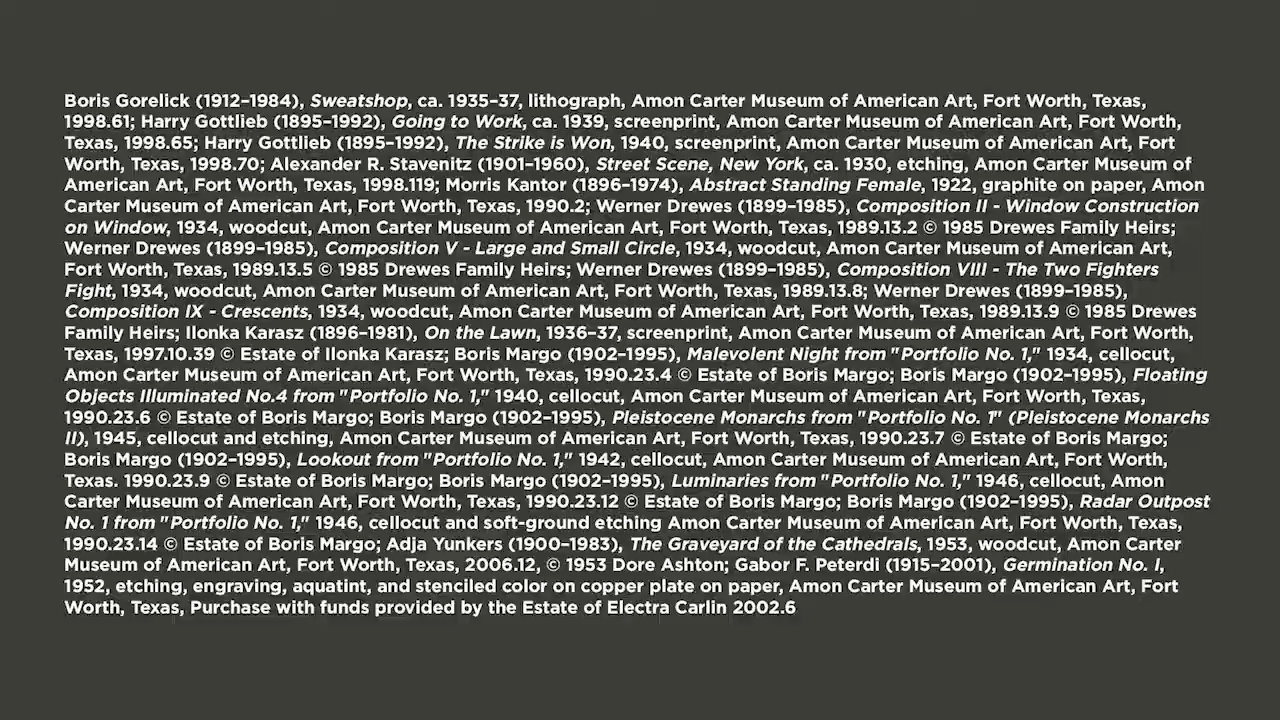 Boris Gorelick (1912–1984), Sweatshop, ca. 1935–37, lithograph, Amon Carter Museum of American Art, Fort Worth, Texas,
1998.61; Harry Gottlieb (1895–1992), Going to Work, ca. 1939, screenprint, Amon Carter Museum of American Art, Fort Worth,
Texas, 1998.65; Harry Gottlieb (1895–1992), The Strike is Won, 1940, screenprint, Amon Carter Museum of American Art, Fort
Worth, Texas, 1998.70; Alexander R. Stavenitz (1901–1960), Street Scene, New York, ca. 1930, etching, Amon Carter Museum of
American Art, Fort Worth, Texas, 1998.119; Morris Kantor (1896–1974), Abstract Standing Female, 1922, graphite on paper, Amon
Carter Museum of American Art, Fort Worth, Texas, 1990.2; Werner Drewes (1899–1985), Composition II - Window Construction
on Window, 1934, woodcut, Amon Carter Museum of American Art, Fort Worth, Texas, 1989.13.2 © 1985 Drewes Family Heirs;
Werner Drewes (1899–1985), Composition V - Large and Small Circle, 1934, woodcut, Amon Carter Museum of American Art,
Fort Worth, Texas, 1989.13.5 © 1985 Drewes Family Heirs; Werner Drewes (1899–1985), Composition VIII - The Two Fighters
Fight, 1934, woodcut, Amon Carter Museum of American Art, Fort Worth, Texas, 1989.13.8; Werner Drewes (1899–1985),
Composition IX - Crescents, 1934, woodcut, Amon Carter Museum of American Art, Fort Worth, Texas, 1989.13.9 © 1985 Drewes
Family Heirs; Ilonka Karasz (1896–1981), On the Lawn, 1936–37, screenprint, Amon Carter Museum of American Art, Fort Worth,
Texas, 1997.10.39 © Estate of Ilonka Karasz; Boris Margo (1902–1995), Malevolent Night from "Portfolio No. 1," 1934, cellocut,
Amon Carter Museum of American Art, Fort Worth, Texas, 1990.23.4 © Estate of Boris Margo; Boris Margo (1902–1995), Floating
Objects Illuminated No.4 from "Portfolio No. 1," 1940, cellocut, Amon Carter Museum of American Art, Fort Worth, Texas,
1990.23.6 © Estate of Boris Margo; Boris Margo (1902–1995), Pleistocene Monarchs from "Portfolio No. 1" (Pleistocene Monarchs
II), 1945, cellocut and etching, Amon Carter Museum of American Art, Fort Worth, Texas, 1990.23.7 © Estate of Boris Margo;
Boris Margo (1902–1995), Lookout from "Portfolio No. 1," 1942, cellocut, Amon Carter Museum of American Art, Fort Worth,
Texas. 1990.23.9 © Estate of Boris Margo; Boris Margo (1902–1995), Luminaries from "Portfolio No. 1," 1946, cellocut, Amon
Carter Museum of American Art, Fort Worth, Texas, 1990.23.12 © Estate of Boris Margo; Boris Margo (1902–1995), Radar Outpost
No. 1 from "Portfolio No. 1," 1946, cellocut and soft-ground etching Amon Carter Museum of American Art, Fort Worth, Texas,
1990.23.14 © Estate of Boris Margo; Adja Yunkers (1900–1983), The Graveyard of the Cathedrals, 1953, woodcut, Amon Carter
Museum of American Art, Fort Worth, Texas, 2006.12, © 1953 Dore Ashton; Gabor F. Peterdi (1915–2001), Germination No. I,
1952, etching, engraving, aquatint, and stenciled color on copper plate on paper, Amon Carter Museum of American Art, Fort
Worth, Texas, Purchase with funds provided by the Estate of Electra Carlin 2002.6